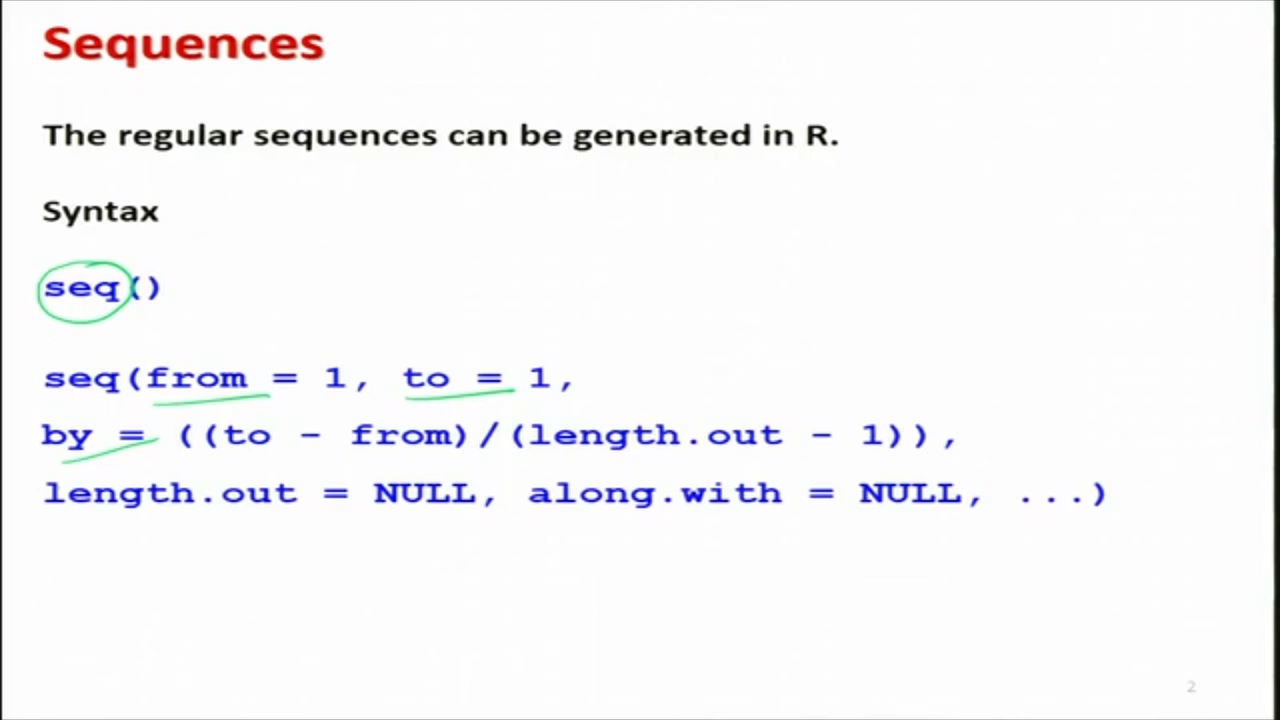 Sequences
The regular sequences can be generated in R.
Syntax
seq()
seq(from = 1, to = 1,
by = ((to - from)/(length.out - 1)),
length.out = NULL, along.with = NULL, ...)
2